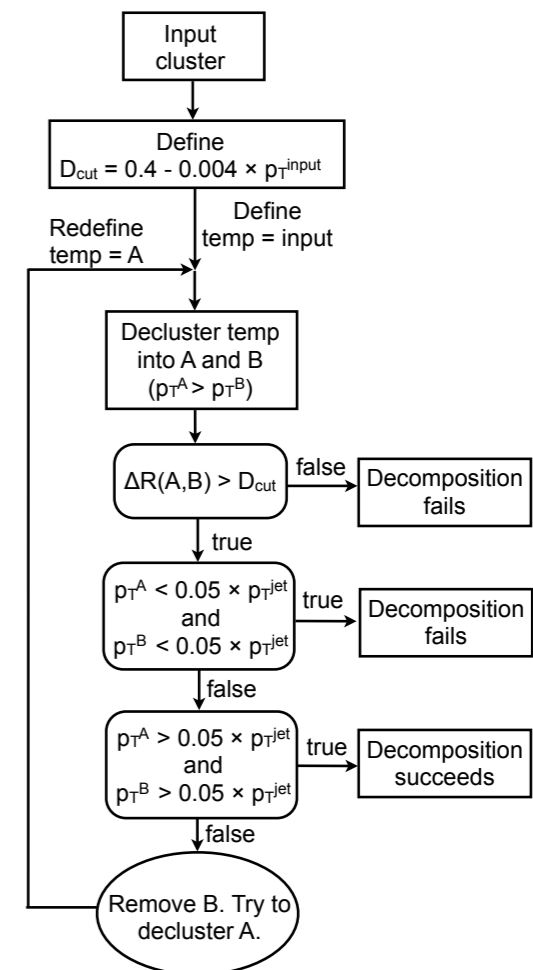 Input
cluster
Define
D_cut = 0.4 - 0.004 × p_T^input
Define
temp = input
Redefine
temp = A
Decluster temp
into A and B
(p_T^A > p_T^B)
ΔR(A,B) > D_cut
false
Decomposition
fails
true
p_T^A < 0.05 × p_T^jet
and
p_T^B < 0.05 × p_T^jet
true
Decomposition
fails
false
p_T^A > 0.05 × p_T^jet
and
p_T^B > 0.05 × p_T^jet
true
Decomposition
succeeds
false
Remove B. Try to
decluster A.